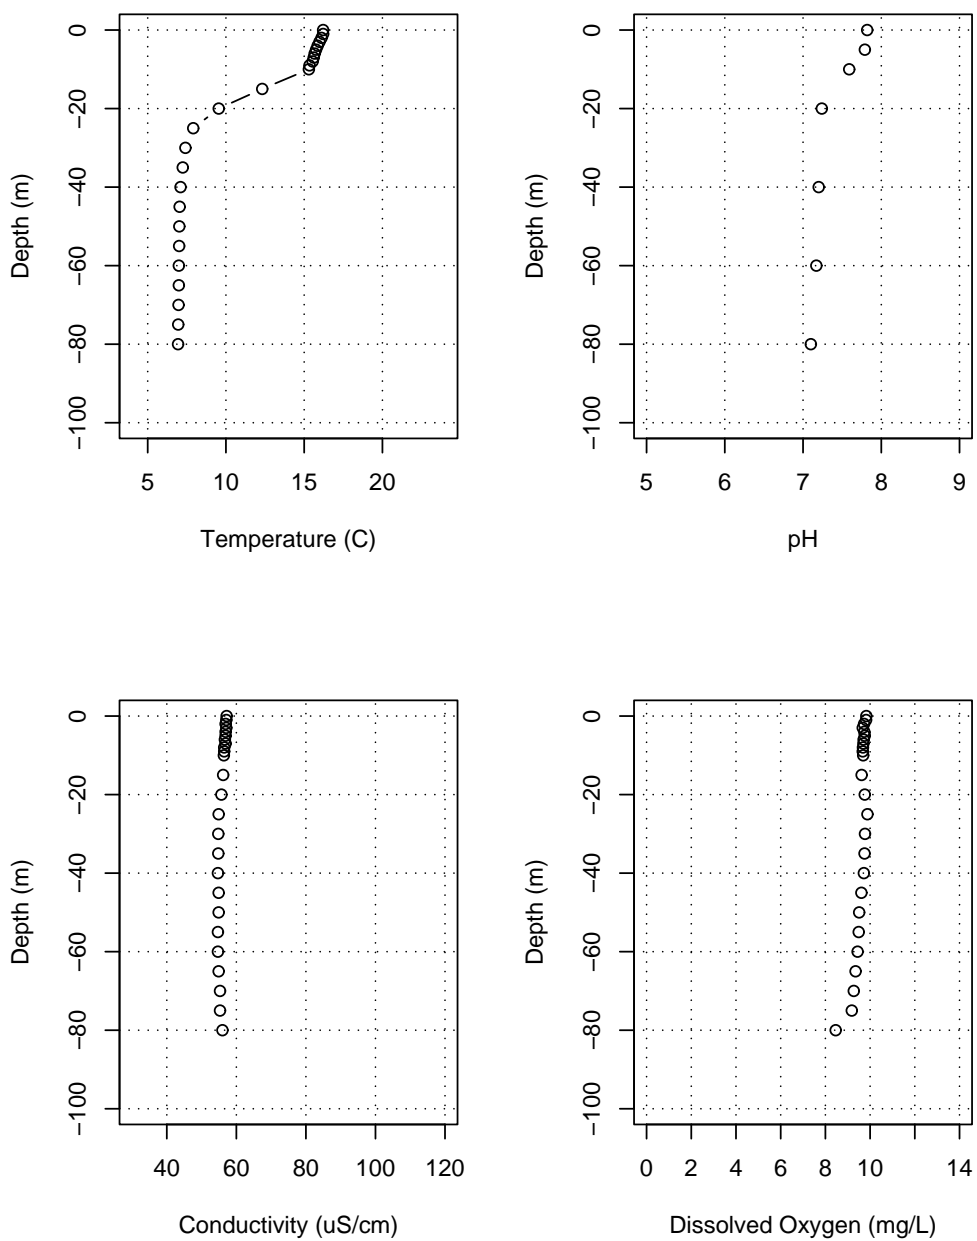 0
−20
−40
−60
−80
−100
Depth (m)
5 10 15 20
Temperature (C)
0
−20
−40
−60
−80
−100
Depth (m)
5 6 7 8 9
pH
0
−20
−40
−60
−80
−100
Depth (m)
40 60 80 100 120
Conductivity (uS/cm)
0
−20
−40
−60
−80
−100
Depth (m)
0 2 4 6 8 10 14
Dissolved Oxygen (mg/L)